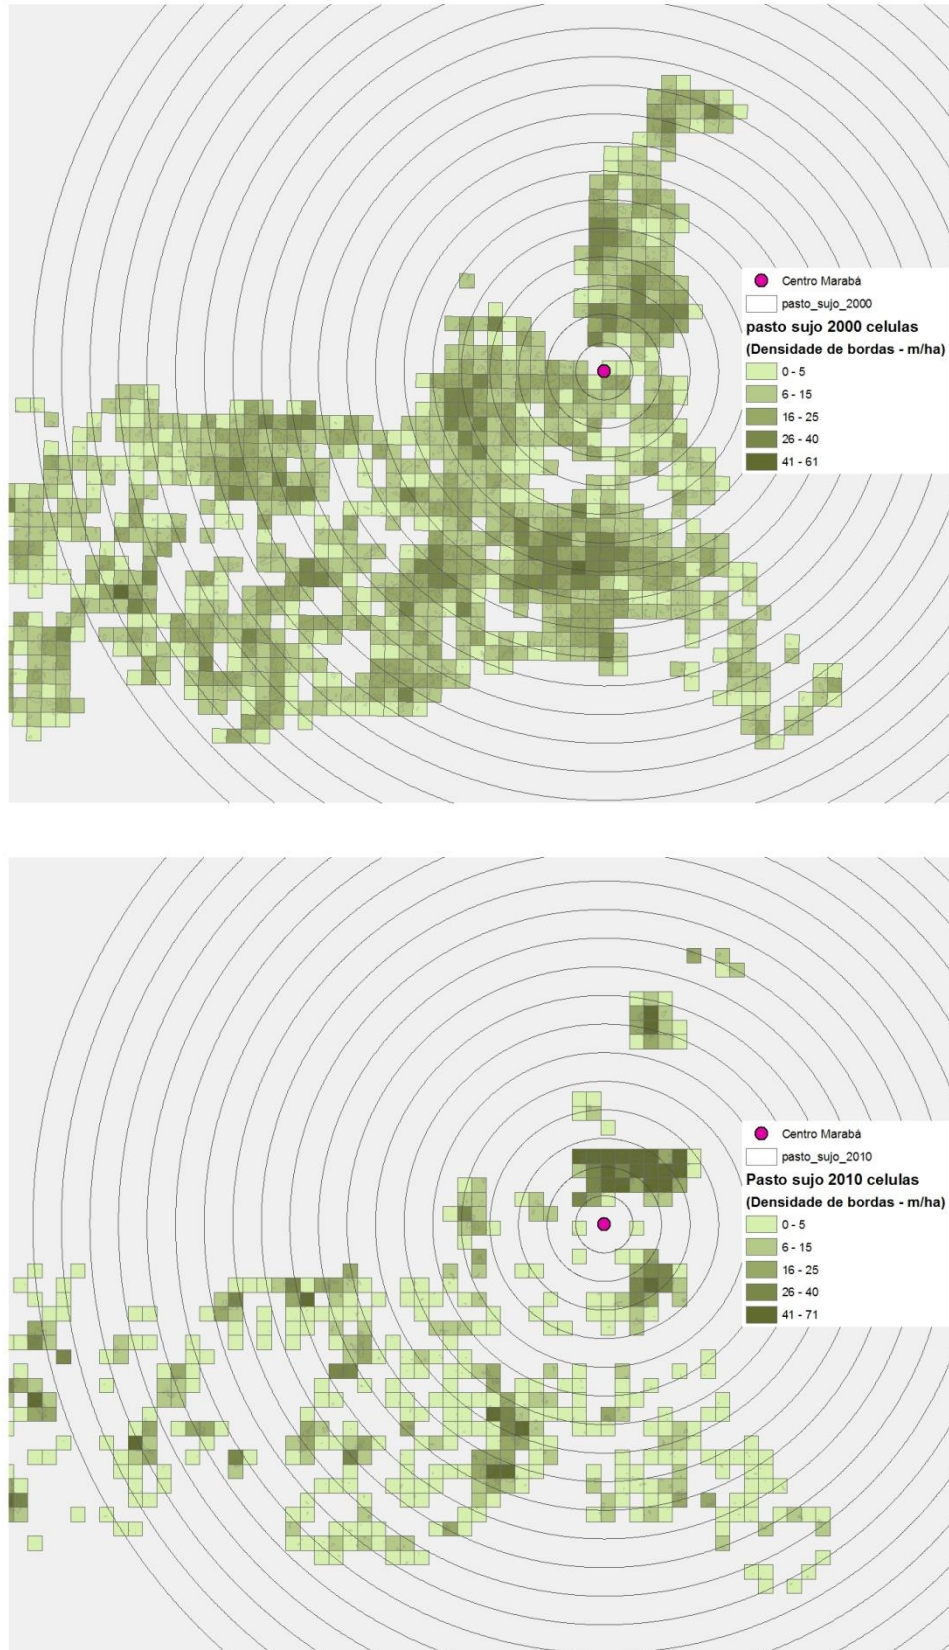 Centro Marabá
pasto_sujo_2000
pasto sujo 2000 celulas
(Densidade de bordas - m/ha)
0 - 5
6 - 15
16 - 25
26 - 40
41 - 61
Centro Marabá
pasto_sujo_2010
Pasto sujo 2010 celulas
(Densidade de bordas - m/ha)
0 - 5
6 - 15
16 - 25
26 - 40
41 - 71